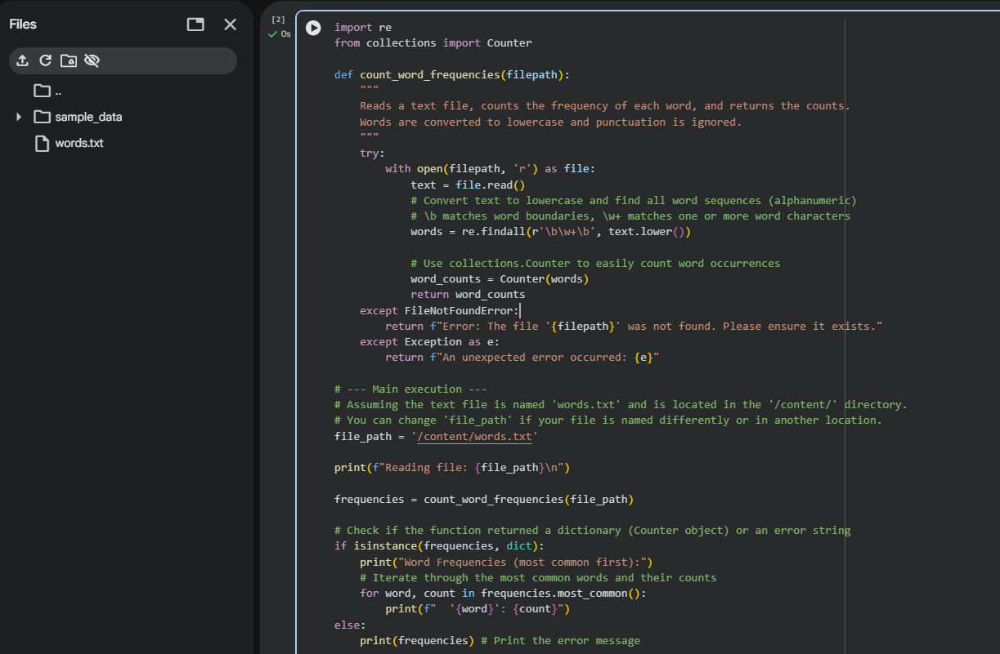 Files
..
sample_data
words.txt
[2]
0s
import re
from collections import Counter
def count_word_frequencies(filepath):
"""
Reads a text file, counts the frequency of each word, and returns the counts.
Words are converted to lowercase and punctuation is ignored.
"""
try:
with open(filepath, 'r') as file:
text = file.read()
# Convert text to lowercase and find all word sequences (alphanumeric)
# \b matches word boundaries, \w+ matches one or more word characters
words = re.findall(r'\b\w+\b', text.lower())
# Use collections.Counter to easily count word occurrences
word_counts = Counter(words)
return word_counts
except FileNotFoundError:
return f"Error: The file '{filepath}' was not found. Please ensure it exists."
except Exception as e:
return f"An unexpected error occurred: {e}"
# --- Main execution ---
# Assuming the text file is named 'words.txt' and is located in the '/content/' directory.
# You can change 'file_path' if your file is named differently or in another location.
file_path = '/content/words.txt'
print(f"Reading file: {file_path}\n")
frequencies = count_word_frequencies(file_path)
# Check if the function returned a dictionary (Counter object) or an error string
if isinstance(frequencies, dict):
print("Word Frequencies (most common first):")
# Iterate through the most common words and their counts
for word, count in frequencies.most_common():
print(f"  '{word}': {count}")
else:
print(frequencies) # Print the error message